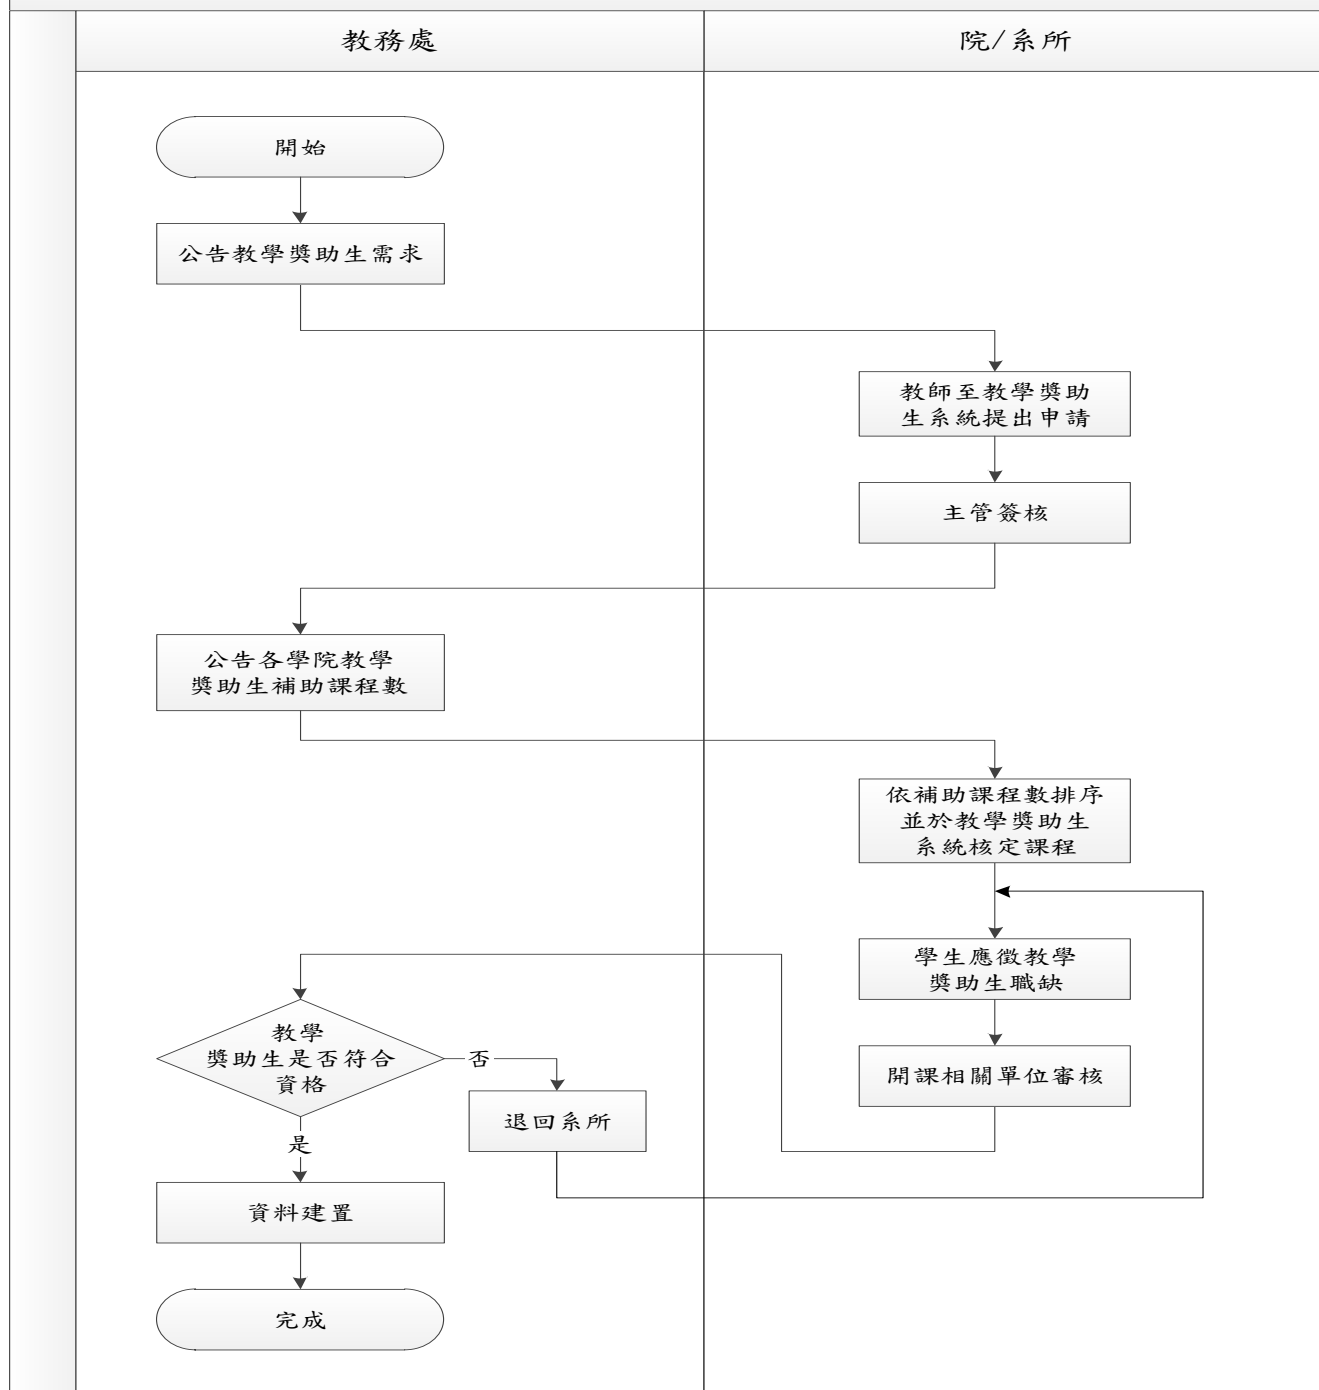 教務處
院/系所
開始
公告教學獎助生需求
教師至教學獎助
生系統提出申請
主管簽核
公告各學院教學
獎助生補助課程數
依補助課程數排序
並於教學獎助生
系統核定課程
學生應徵教學
獎助生職缺
開課相關單位審核
教學
獎助生是否符合
資格
否
退回系所
是
資料建置
完成